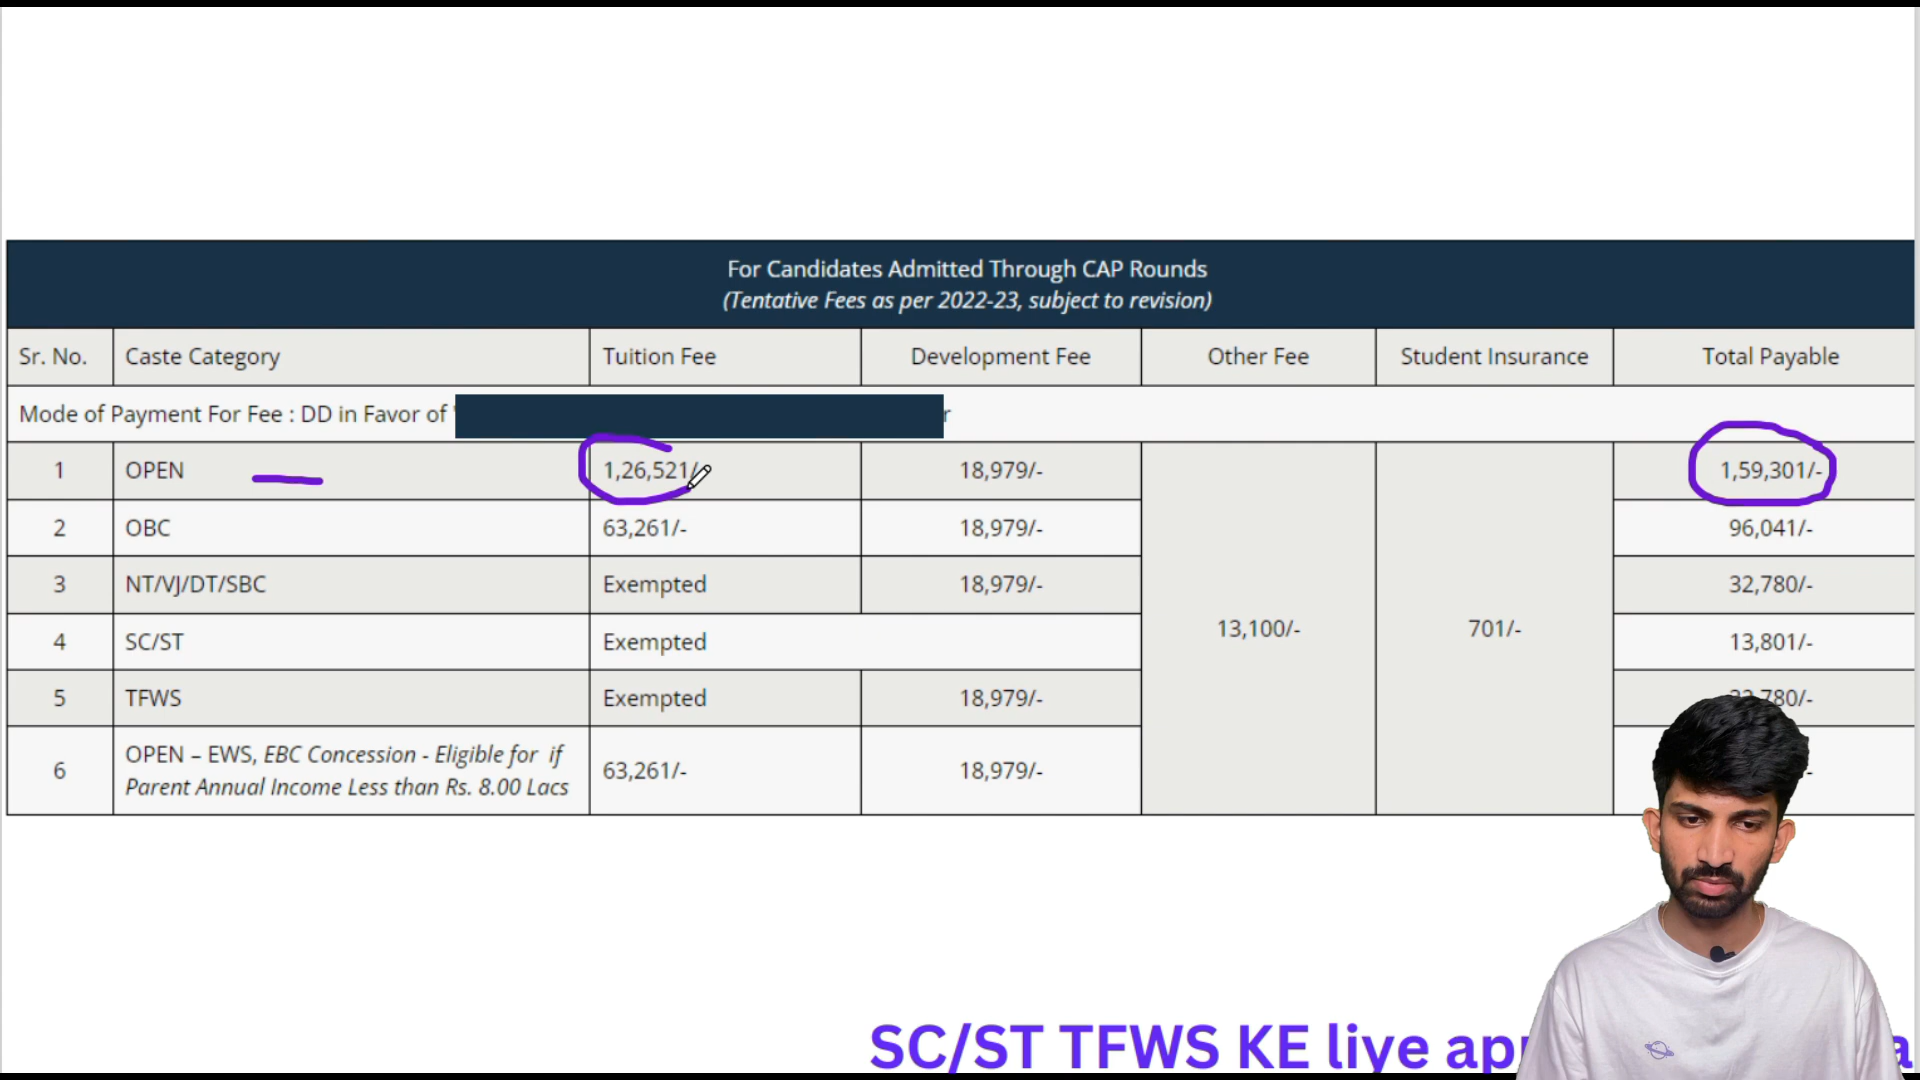 For Candidates Admitted Through CAP Rounds
(Tentative Fees as per 2022-23, subject to revision)
Sr. No. Caste Category Tuition Fee Development Fee Other Fee Student Insurance Total Payable
Mode of Payment For Fee : DD in Favor of
1 OPEN 1,26,521/- 18,979/- 1,59,301/-
2 OBC 63,261/- 18,979/- 96,041/-
3 NT/VJ/DT/SBC Exempted 18,979/- 32,780/-
13,100/- 701/-
4 SC/ST Exempted 13,801/-
5 TFWS Exempted 18,979/-
6 OPEN – EWS, EBC Concession - Eligible for if
Parent Annual Income Less than Rs. 8.00 Lacs 63,261/- 18,979/-
SC/ST TFWS KE liye